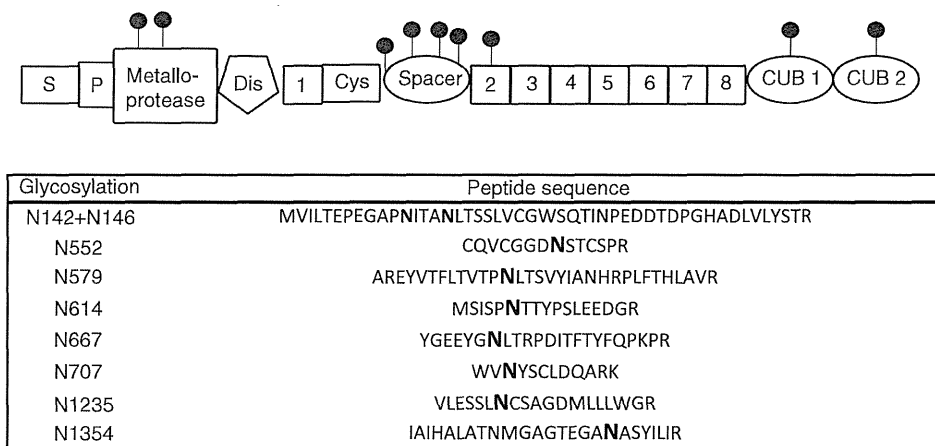 S P Metallo-protease Dis 1 Cys Spacer 2 3 4 5 6 7 8 CUB 1 CUB 2
Glycosylation Peptide sequence
N142+N146 MVILTEPEGAPNITANLTSSLVCGWSQTINPEDDTDPGHADLVLYSTR
N552 CQVCGGDNSTCSPR
N579 AREYVTFLTVTPNLTSVYIANHRPLFTHLAVR
N614 MSISPNTTYPSLEEDGR
N667 YGEEYGNLTRPDITFTYFQPKPR
N707 WVNYSCLDQARK
N1235 VLESSLNCSAGDMLLLWGR
N1354 IAIHALATNMGAGTEGANASYILIR